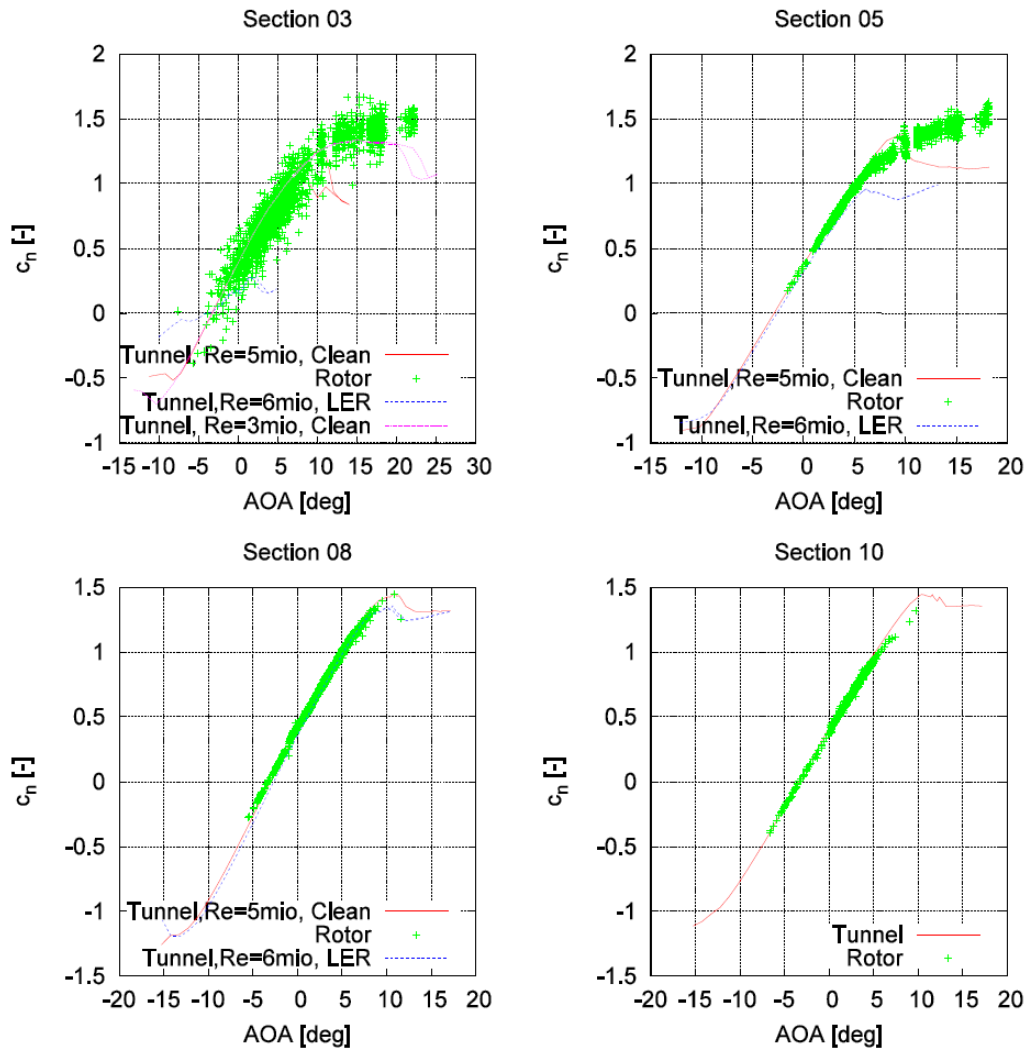 Section 03
2
1.5
1
0.5
0
-0.5
-1
c_n [-]
Tunnel, Re=5mio, Clean
Rotor
Tunnel,Re=6mio, LER
Tunnel, Re=3mio, Clean
-15 -10 -5 0 5 10 15 20 25 30
AOA [deg]
Section 05
2
1.5
1
0.5
0
-0.5
-1
c_n [-]
Tunnel,Re=5mio, Clean
Rotor
Tunnel,Re=6mio, LER
-15 -10 -5 0 5 10 15 20
AOA [deg]
Section 08
1.5
1
0.5
0
-0.5
-1
-1.5
c_n [-]
Tunnel,Re=5mio, Clean
Rotor
Tunnel,Re=6mio, LER
-20 -15 -10 -5 0 5 10 15 20
AOA [deg]
Section 10
1.5
1
0.5
0
-0.5
-1
-1.5
c_n [-]
Tunnel
Rotor
-20 -15 -10 -5 0 5 10 15 20
AOA [deg]